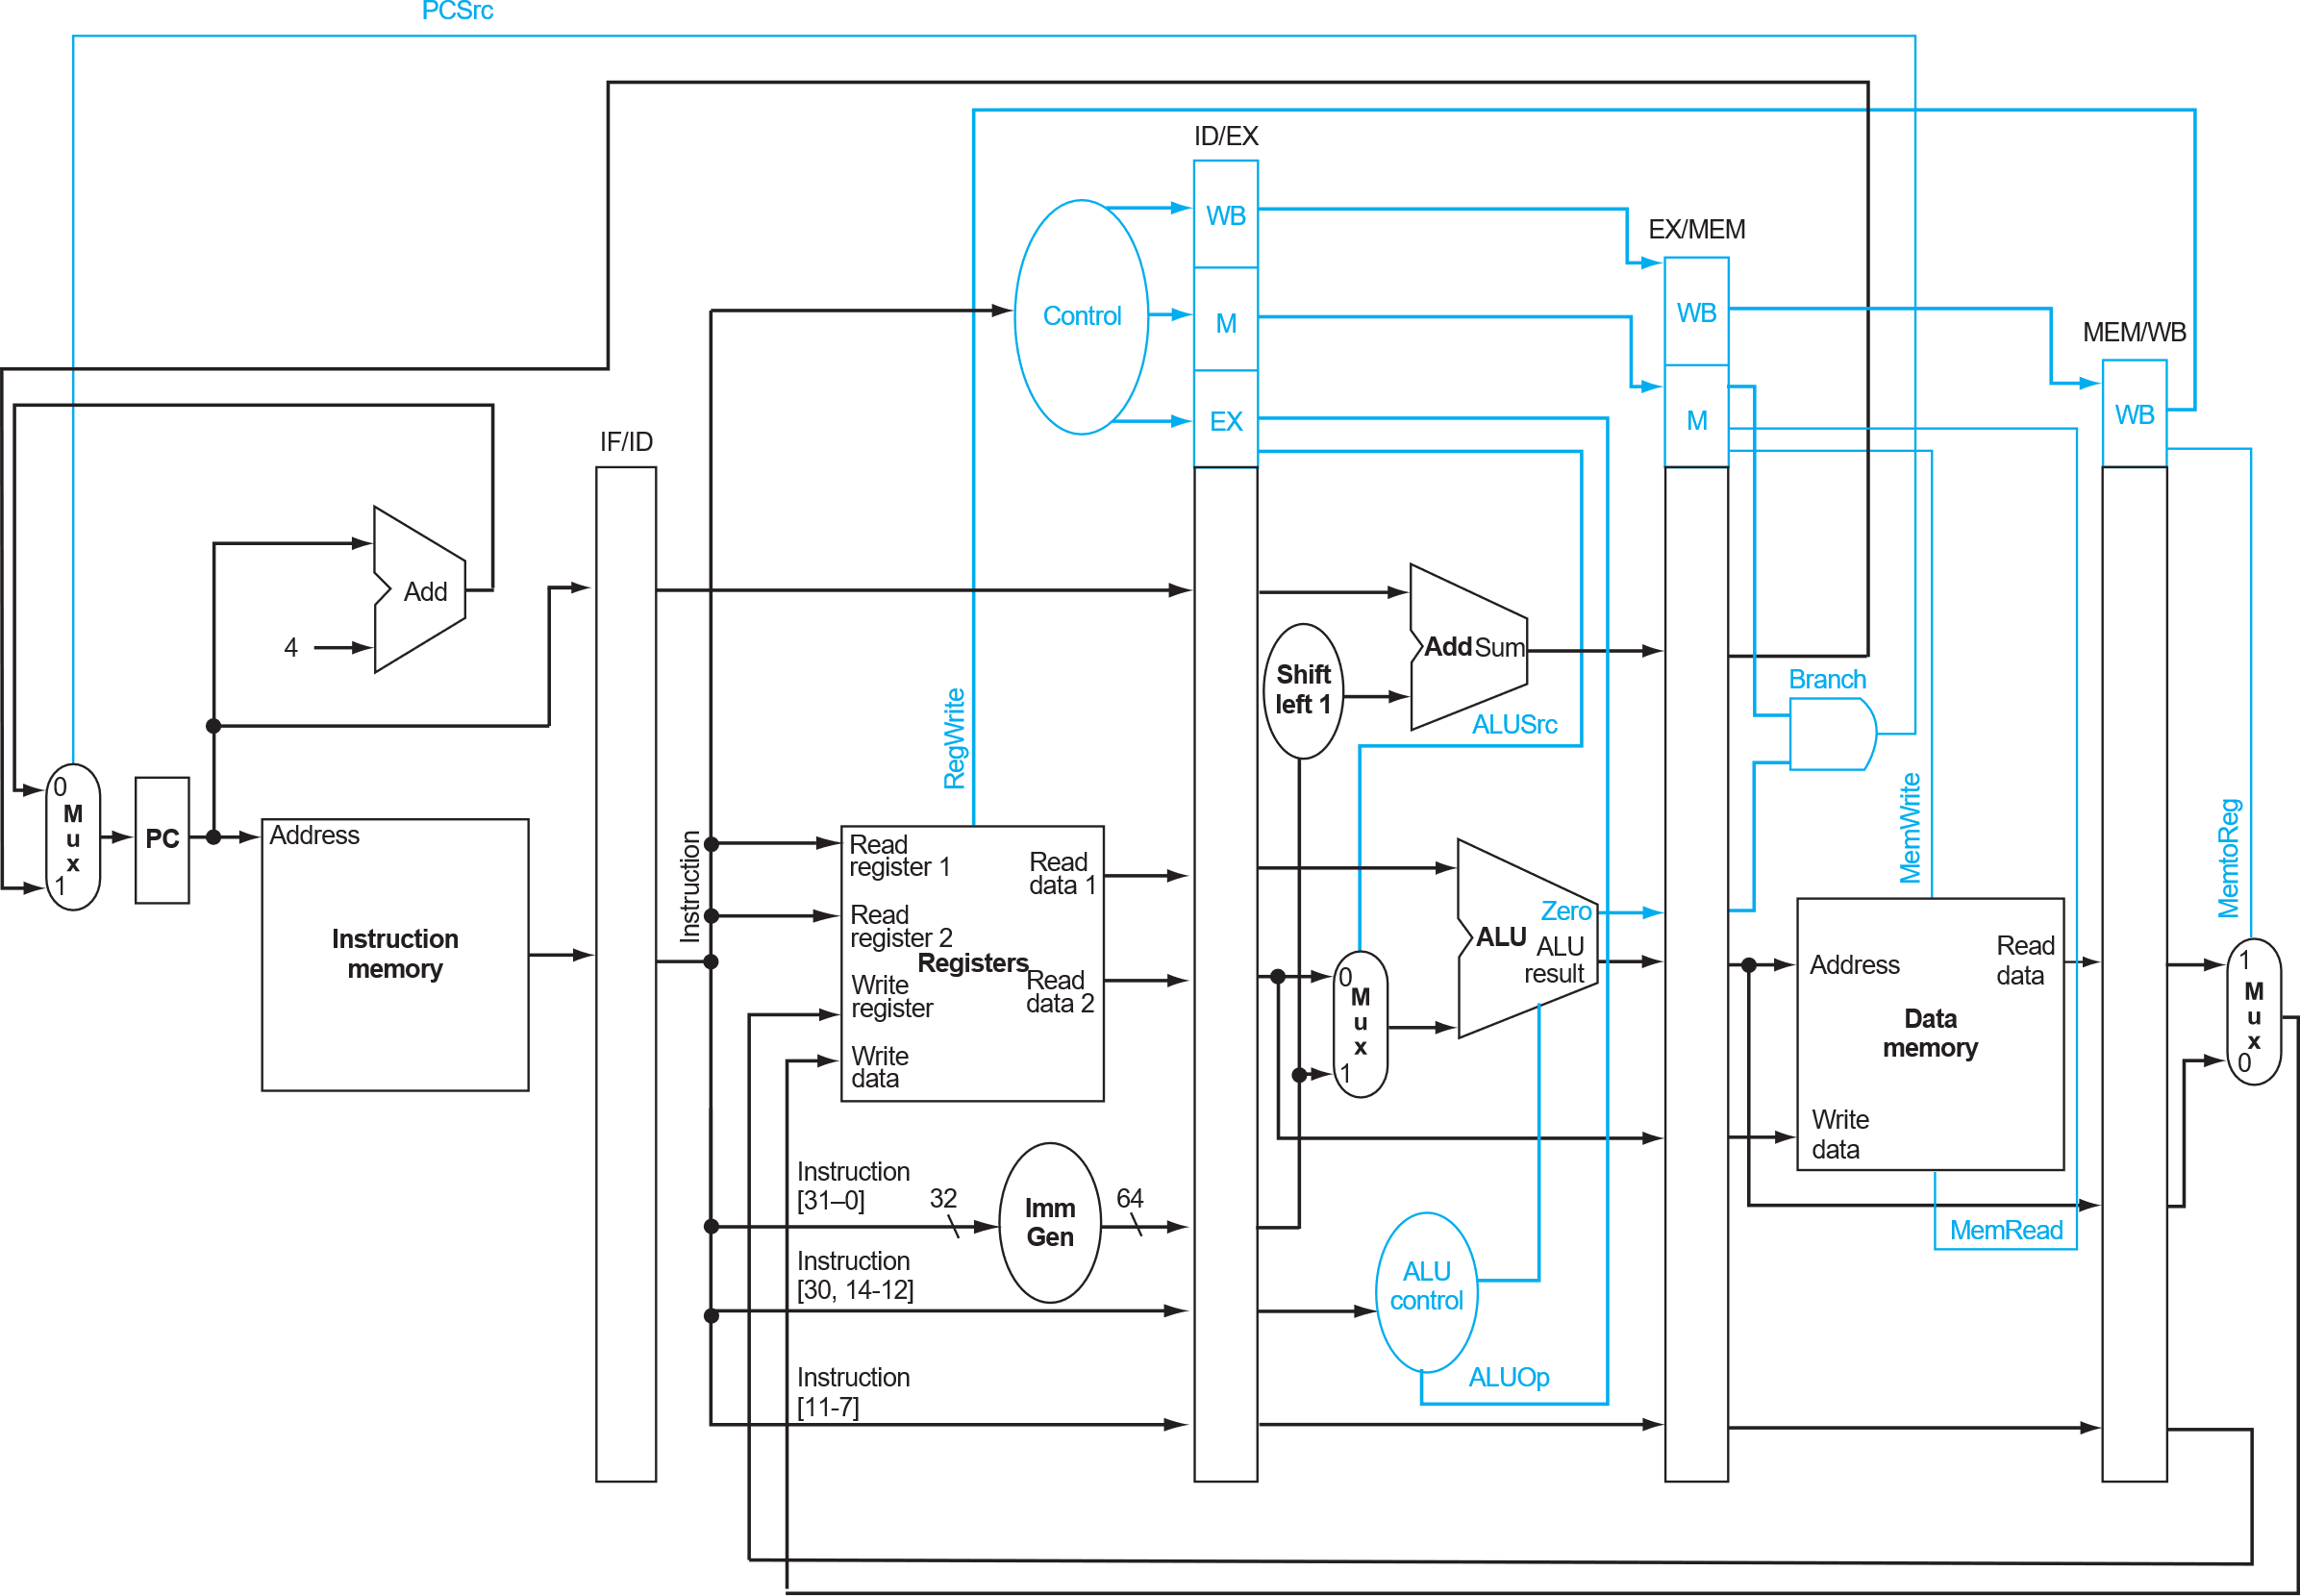 PCSrc
ID/EX
WB
EX/MEM
Control
M
WB
MEM/WB
EX
M
WB
IF/ID
Add
4
Add Sum
Shift
left 1
Branch
ALUSrc
RegWrite
MemWrite
MemtoReg
0
M
u
x
1
PC
Address
Instruction
memory
Instruction
Read
register 1
Read
register 2
Write
register
Write
data
Registers
Read
data 1
Read
data 2
0
M
u
x
1
Zero
ALU
ALU
result
Address
Read
data
Data
memory
Write
data
MemRead
1
M
u
x
0
Instruction
[31–0]
32
Imm
Gen
64
Instruction
[30, 14-12]
ALU
control
ALUOp
Instruction
[11-7]